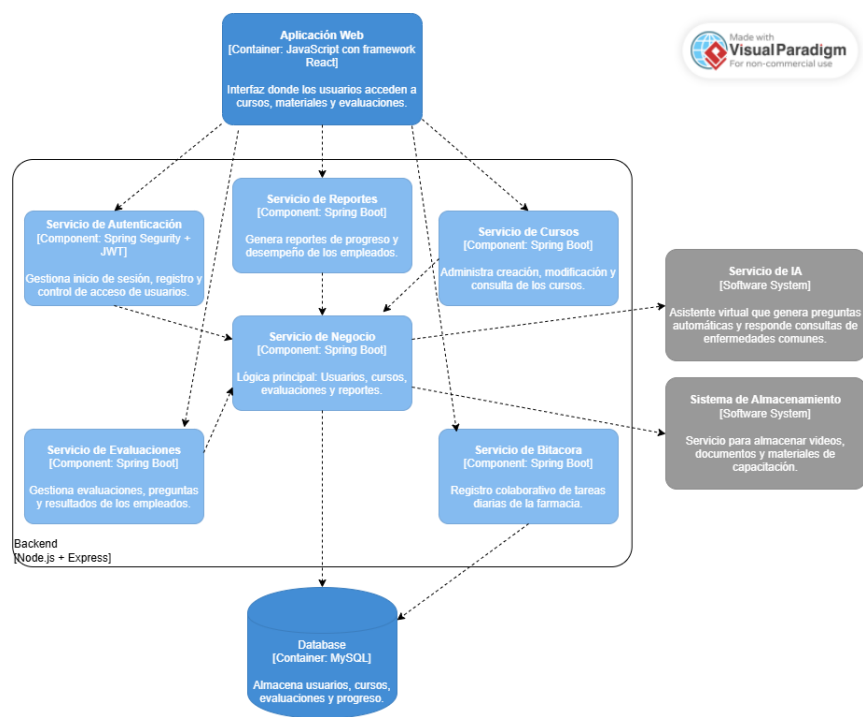 Aplicación Web
[Container: JavaScript con framework
React]
Interfaz donde los usuarios acceden a
cursos, materiales y evaluaciones.
Made with
VisualParadigm
For non-commercial use
Servicio de Autenticación
[Component: Spring Segurity +
JWT]
Gestiona inicio de sesión, registro y
control de acceso de usuarios.
Servicio de Reportes
[Component: Spring Boot]
Genera reportes de progreso y
desempeño de los empleados.
Servicio de Cursos
[Component: Spring Boot]
Administra creación, modificación y
consulta de los cursos.
Servicio de IA
[Software System]
Asistente virtual que genera preguntas
automáticas y responde consultas de
enfermedades comunes.
Servicio de Negocio
[Component: Spring Boot]
Lógica principal: Usuarios, cursos,
evaluaciones y reportes.
Sistema de Almacenamiento
[Software System]
Servicio para almacenar videos,
documentos y materiales de
capacitación.
Servicio de Evaluaciones
[Component: Spring Boot]
Gestiona evaluaciones, preguntas
y resultados de los empleados.
Servicio de Bitacora
[Component: Spring Boot]
Registro colaborativo de tareas
diarias de la farmacia.
Backend
[Node.js + Express]
Database
[Container: MySQL]
Almacena usuarios, cursos,
evaluaciones y progreso.